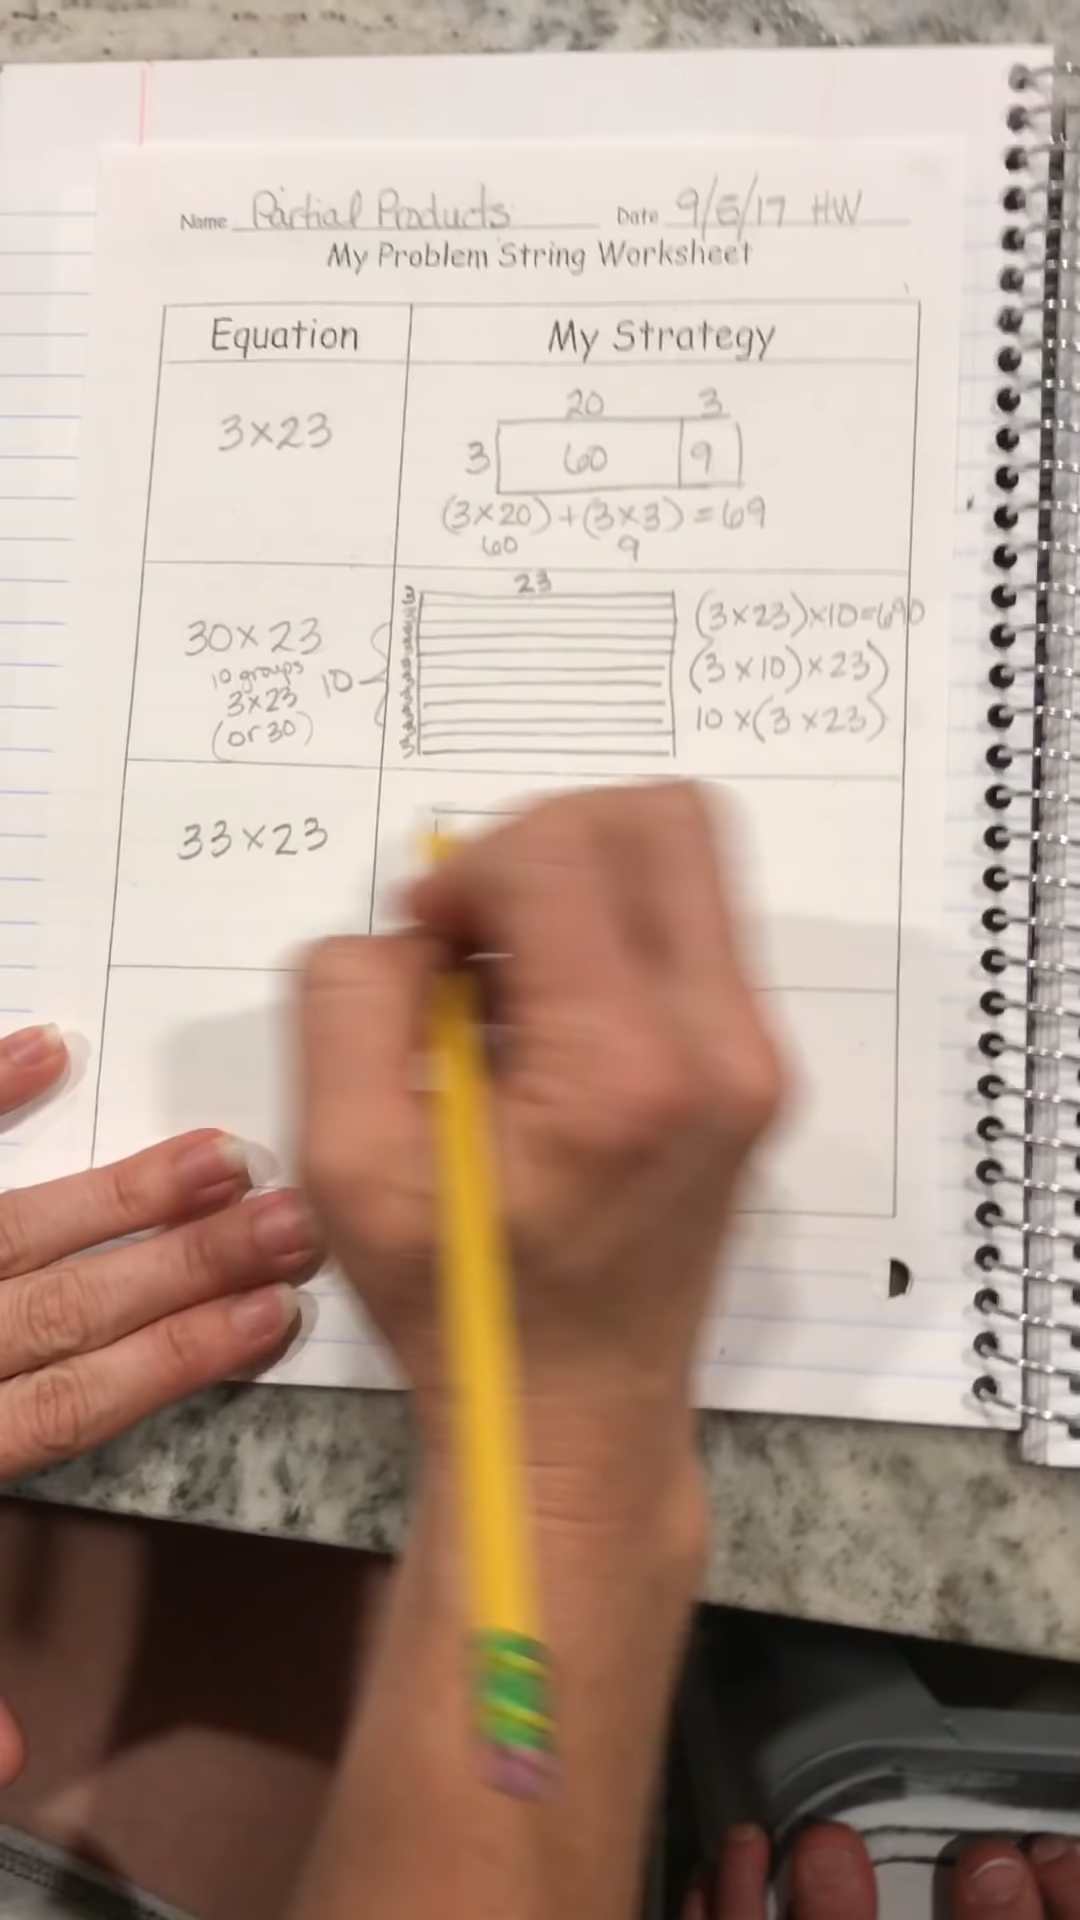 Name Partial Products Date 9/5/17 HW
My Problem String Worksheet
Equation
My Strategy
3×23
20 3
3 60 9
(3×20)+(3×3)=69
60 9
30×23
10 groups
3×23
(or 30)
23
10
3
(3×23)×10=690
(3×10)×23)
10×(3×23)
33×23